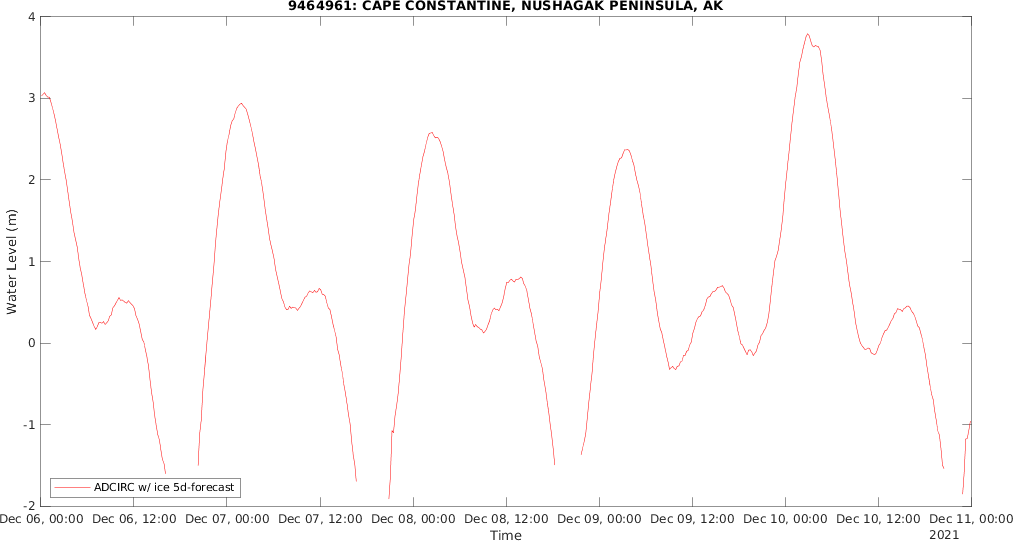 9464961: CAPE CONSTANTINE, NUSHAGAK PENINSULA, AK
4
3
2
1
0
-1
-2
Water Level (m)
ADCIRC w/ ice 5d-forecast
Dec 06, 00:00 Dec 06, 12:00 Dec 07, 00:00 Dec 07, 12:00 Dec 08, 00:00 Dec 08, 12:00 Dec 09, 00:00 Dec 09, 12:00 Dec 10, 00:00 Dec 10, 12:00 Dec 11, 00:00
Time
2021